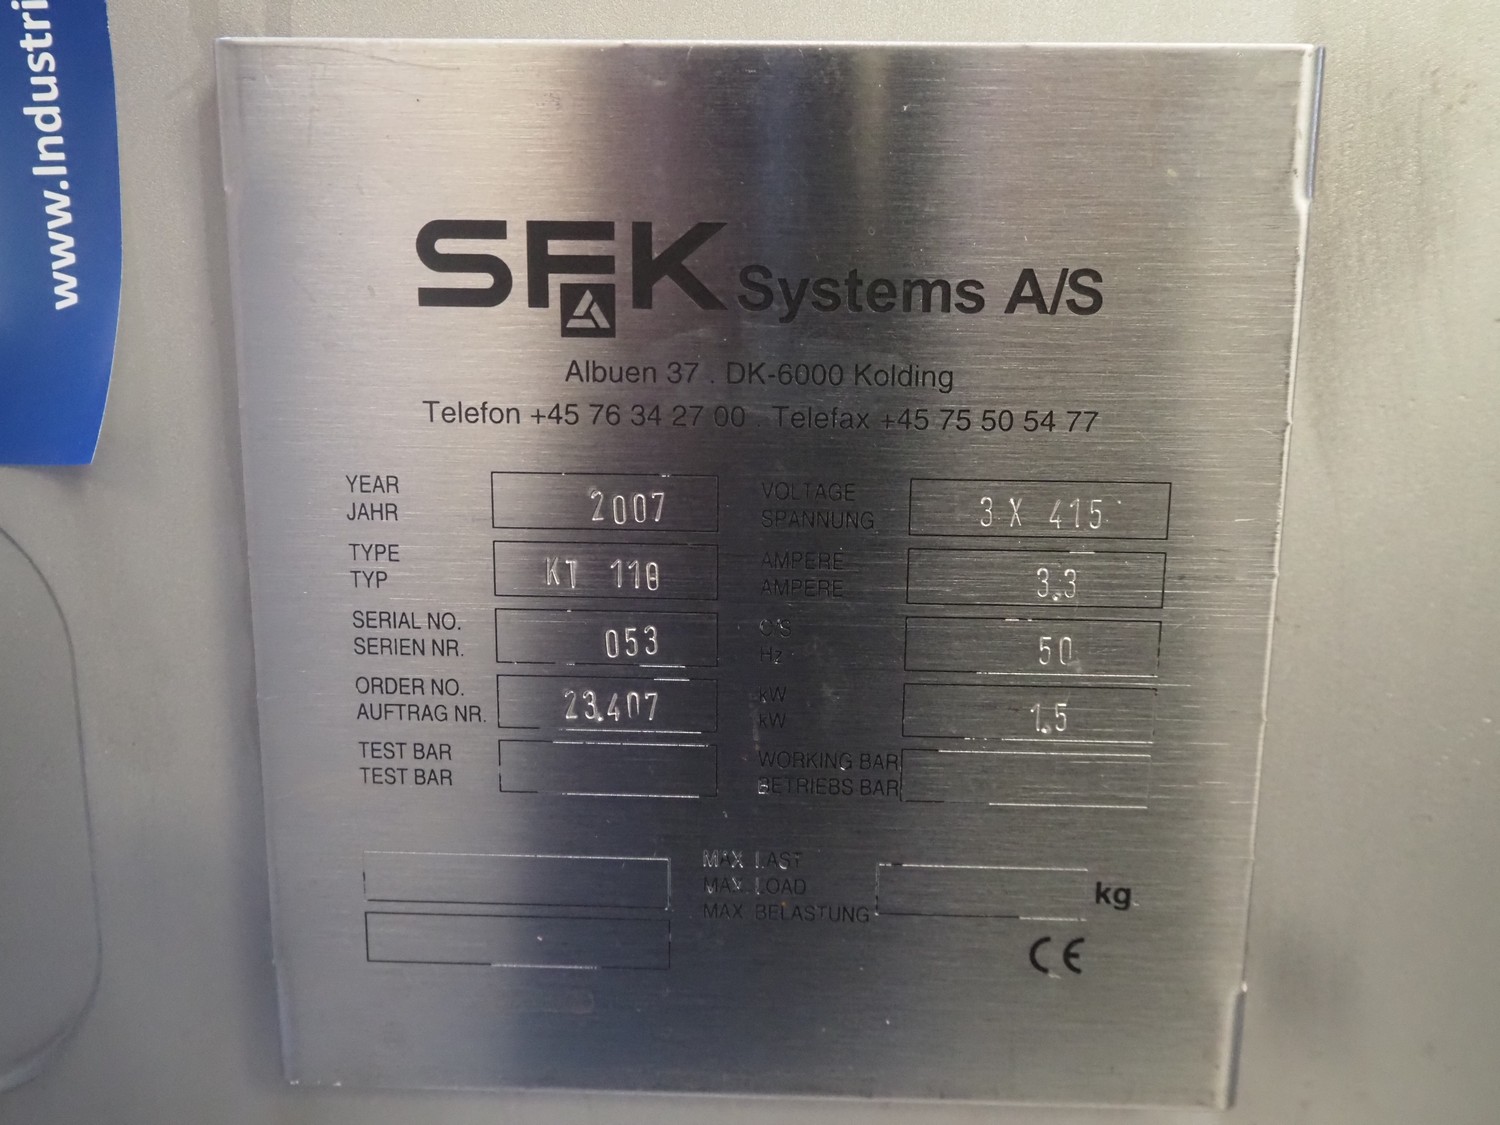 www.Industri
SFK Systems A/S
Albuen 37 . DK-6000 Kolding
Telefon +45 76 34 27 00 . Telefax +45 75 50 54 77
YEAR
JAHR
2007
VOLTAGE
SPANNUNG
3 X 415
TYPE
TYP
KT 110
AMPERE
AMPERE
3.3
SERIAL NO.
SERIEN NR.
053
C/S
Hz
50
ORDER NO.
AUFTRAG NR.
23.407
kW
kW
1.5
TEST BAR
TEST BAR
WORKING BAR
BETRIEBS BAR
MAX LAST
MAX. LOAD
MAX BELASTUNG
kg
CE